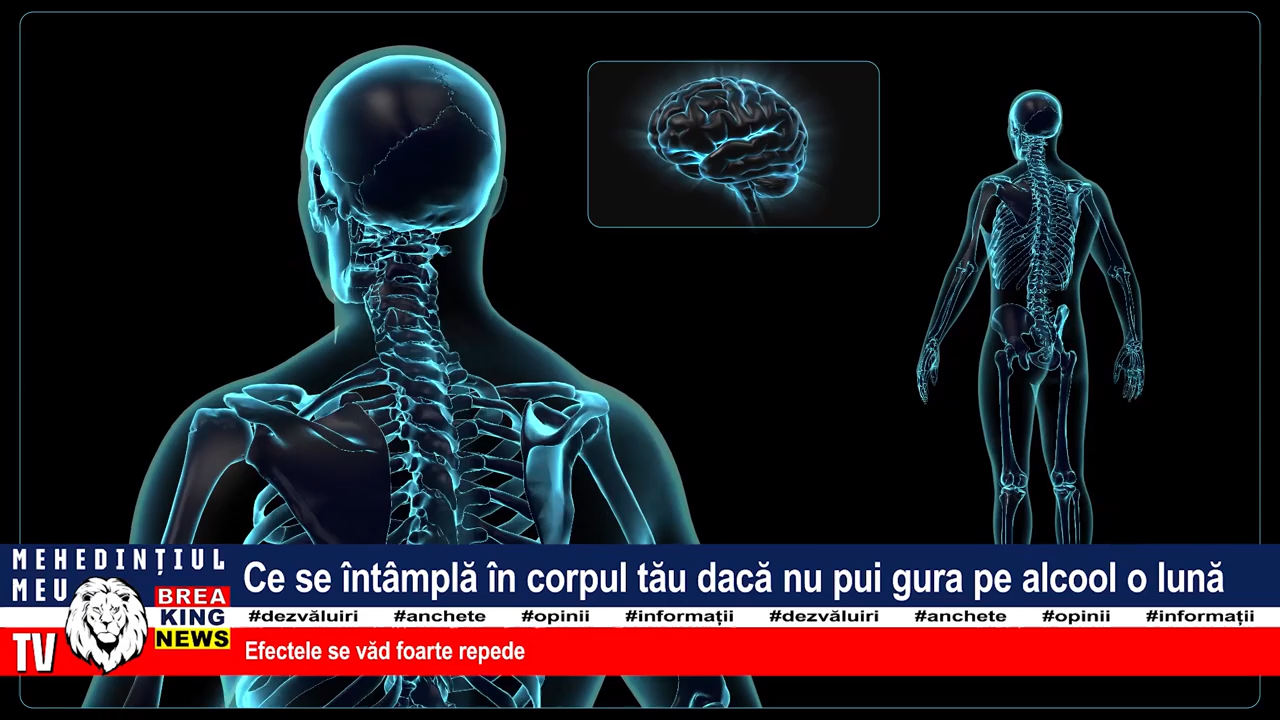 MEHEDINȚIUL
MEU
TV
BREA
KING
NEWS
Ce se întâmplă în corpul tău dacă nu pui gura pe alcool o lună
#dezvăluiri #anchete #opinii #informații #dezvăluiri #anchete #opinii #informații
Efectele se văd foarte repede